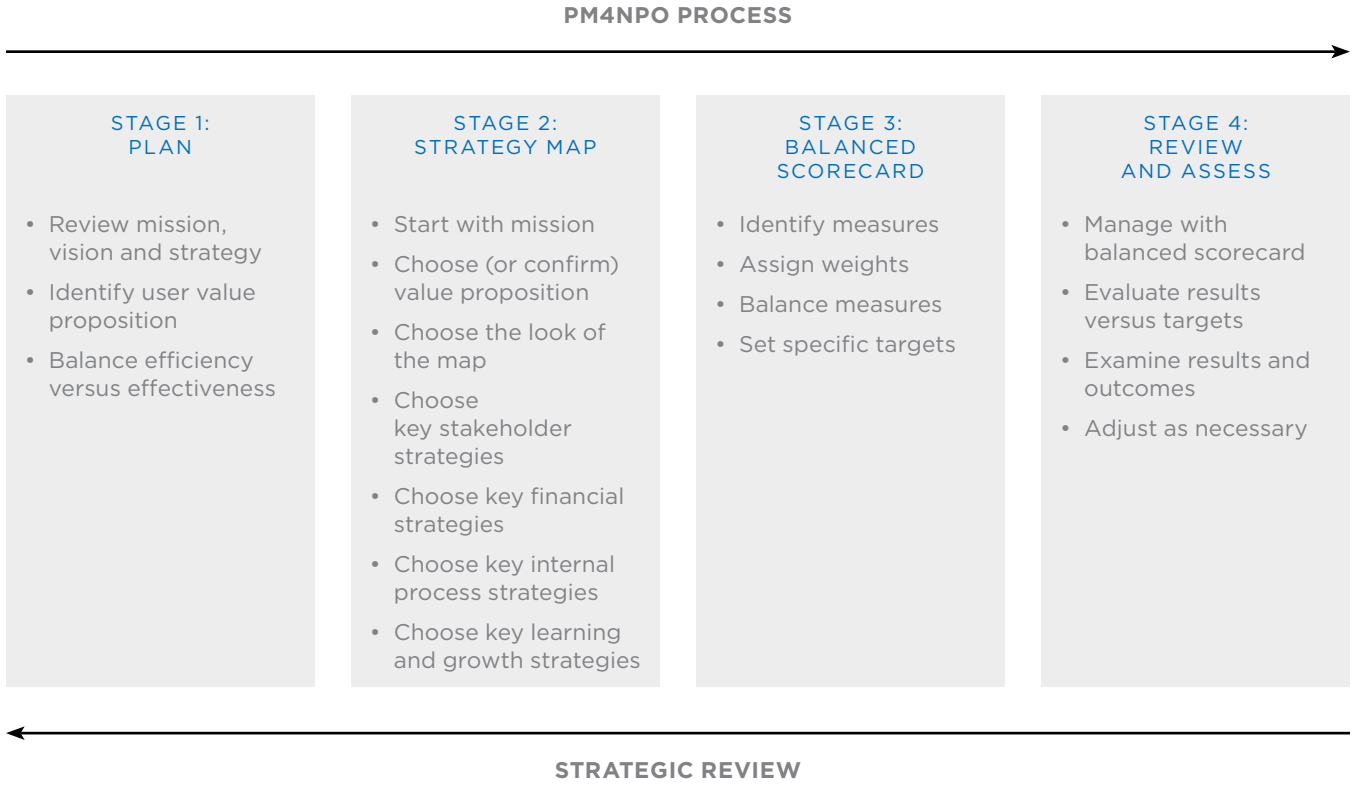 PM4NPO PROCESS
STAGE 1:
PLAN
• Review mission,
vision and strategy
• Identify user value
proposition
• Balance efficiency
versus effectiveness
STAGE 2:
STRATEGY MAP
• Start with mission
• Choose (or confirm)
value proposition
• Choose the look of
the map
• Choose
key stakeholder
strategies
• Choose key financial
strategies
• Choose key internal
process strategies
• Choose key learning
and growth strategies
STAGE 3:
BALANCED
SCORECARD
• Identify measures
• Assign weights
• Balance measures
• Set specific targets
STAGE 4:
REVIEW
AND ASSESS
• Manage with
balanced scorecard
• Evaluate results
versus targets
• Examine results and
outcomes
• Adjust as necessary
STRATEGIC REVIEW